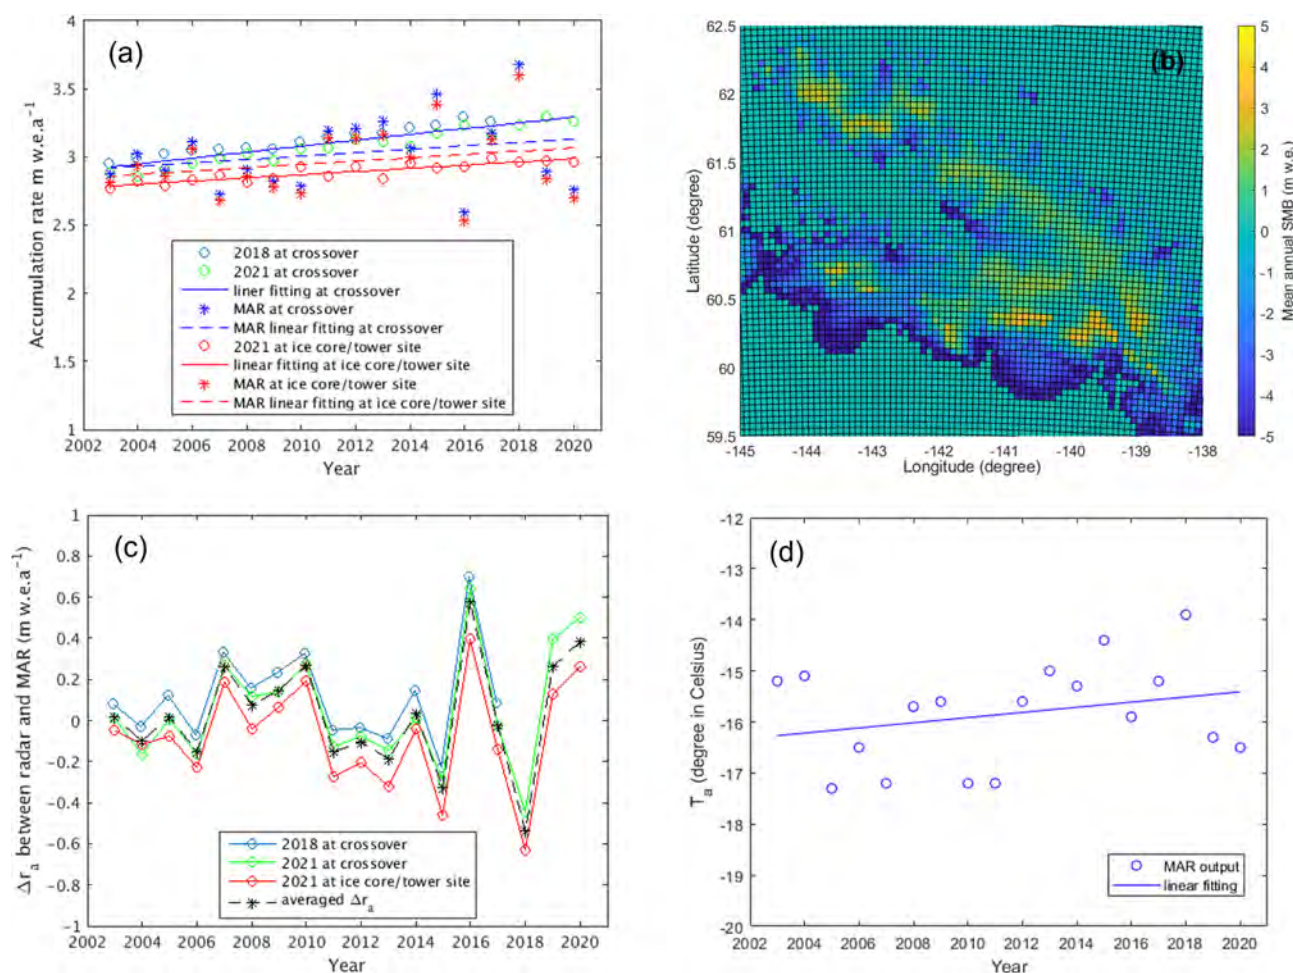 (a)
4
3.5
3
2.5
2
1.5
1
Accumulation rate m w.e.a⁻¹
2018 at crossover
2021 at crossover
liner fitting at crossover
MAR at crossover
MAR linear fitting at crossover
2021 at ice core/tower site
linear fitting at ice core/tower site
MAR at ice core/tower site
MAR linear fitting at ice core/tower site
2002 2004 2006 2008 2010 2012 2014 2016 2018 2020
Year
(b)
62.5
62
61.5
61
60.5
60
59.5
Latitude (degree)
-145 -144 -143 -142 -141 -140 -139 -138
Longitude (degree)
5
4
3
2
1
0
-1
-2
-3
-4
-5
Mean annual SMB (m w.e.)
(c)
1
0.8
0.6
0.4
0.2
0
-0.2
-0.4
-0.6
-0.8
-1
Δrₐ between radar and MAR (m w.e.a⁻¹)
2018 at crossover
2021 at crossover
2021 at ice core/tower site
averaged Δrₐ
2002 2004 2006 2008 2010 2012 2014 2016 2018 2020
Year
(d)
-12
-13
-14
-15
-16
-17
-18
-19
-20
Tₐ (degree in Celsius)
MAR output
linear fitting
2002 2004 2006 2008 2010 2012 2014 2016 2018 2020
Year